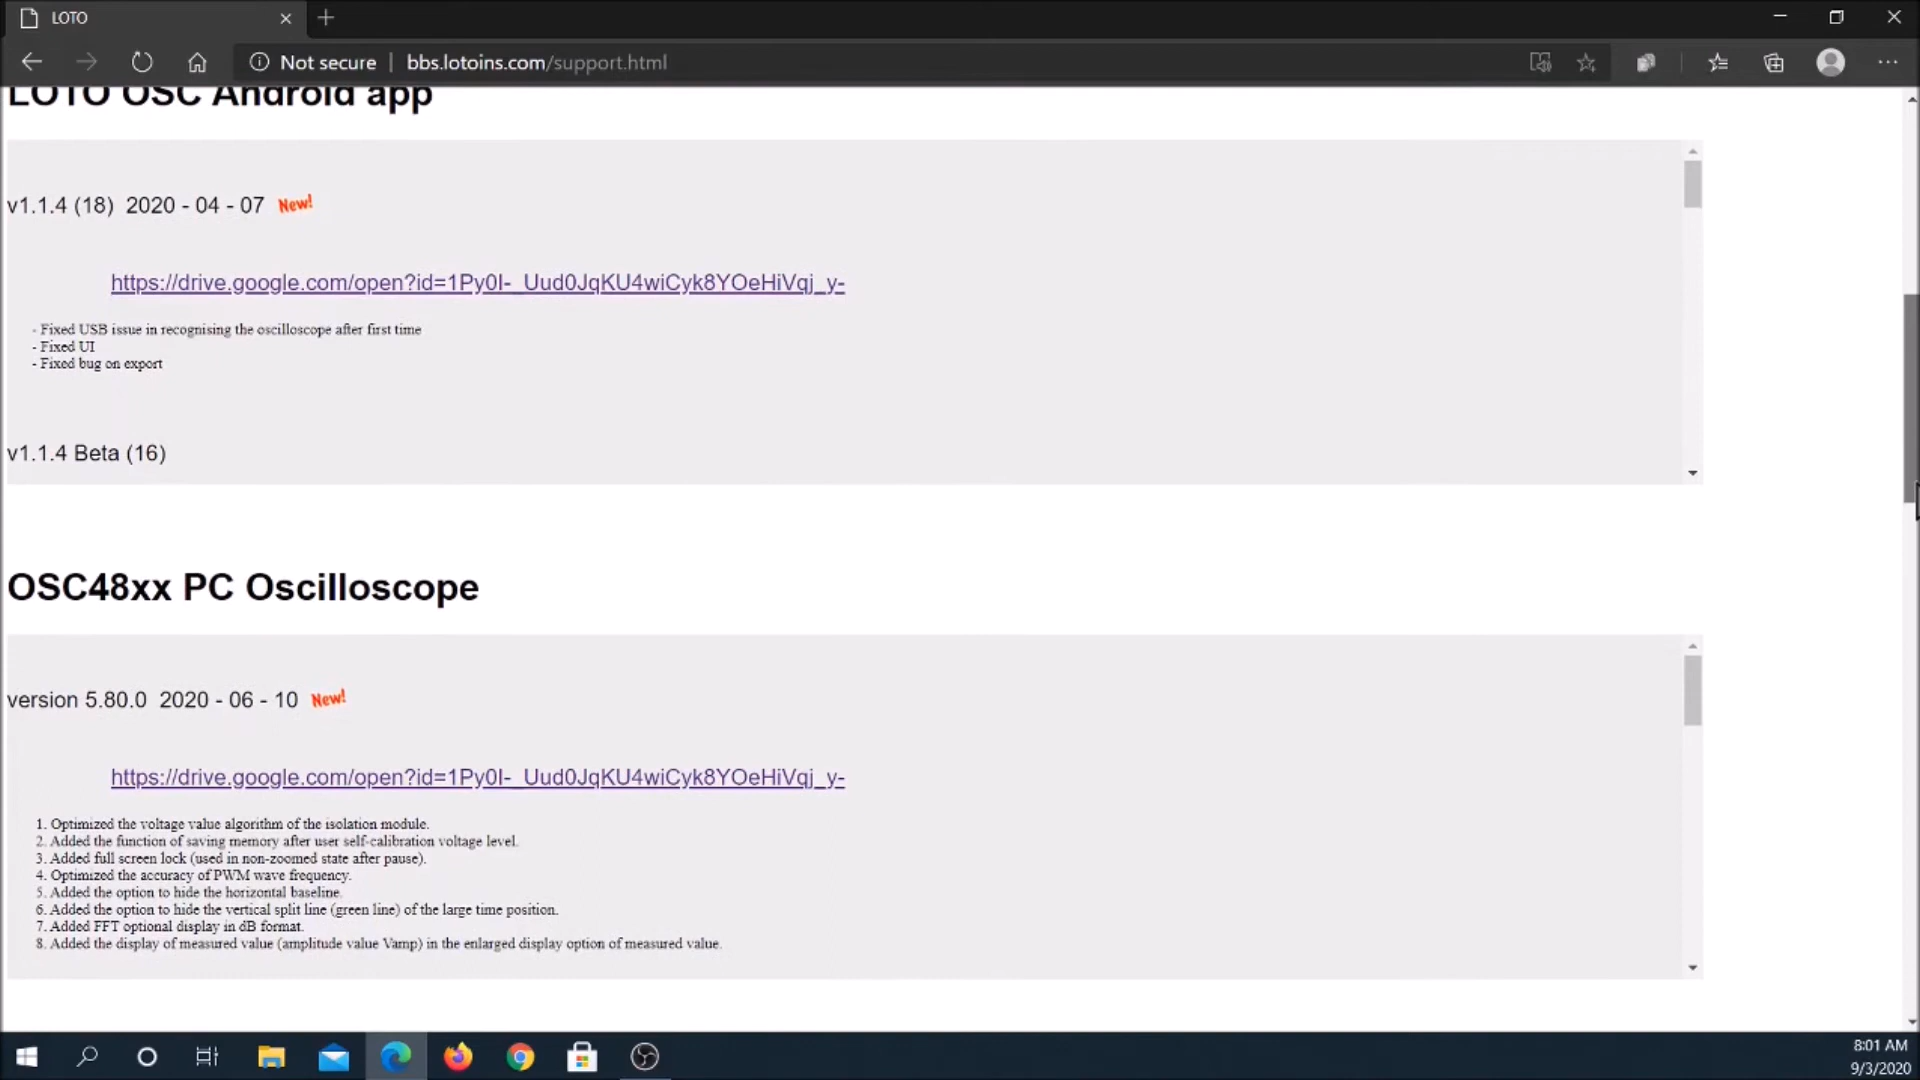 LOTO
Not secure
bbs.lotoins.com/support.html
LOTO OSC Android app
v1.1.4 (18) 2020 - 04 - 07 New!
https://drive.google.com/open?id=1Py0I-_Uud0JqKU4wiCyk8YOeHiVqj_y-
- Fixed USB issue in recognising the oscilloscope after first time
- Fixed UI
- Fixed bug on export
v1.1.4 Beta (16)
OSC48xx PC Oscilloscope
version 5.80.0 2020 - 06 - 10 New!
https://drive.google.com/open?id=1Py0I-_Uud0JqKU4wiCyk8YOeHiVqj_y-
1. Optimized the voltage value algorithm of the isolation module.
2. Added the function of saving memory after user self-calibration voltage level.
3. Added full screen lock (used in non-zoomed state after pause).
4. Optimized the accuracy of PWM wave frequency.
5. Added the option to hide the horizontal baseline.
6. Added the option to hide the vertical split line (green line) of the large time position.
7. Added FFT optional display in dB format.
8. Added the display of measured value (amplitude value Vamp) in the enlarged display option of measured value.
8:01 AM
9/3/2020